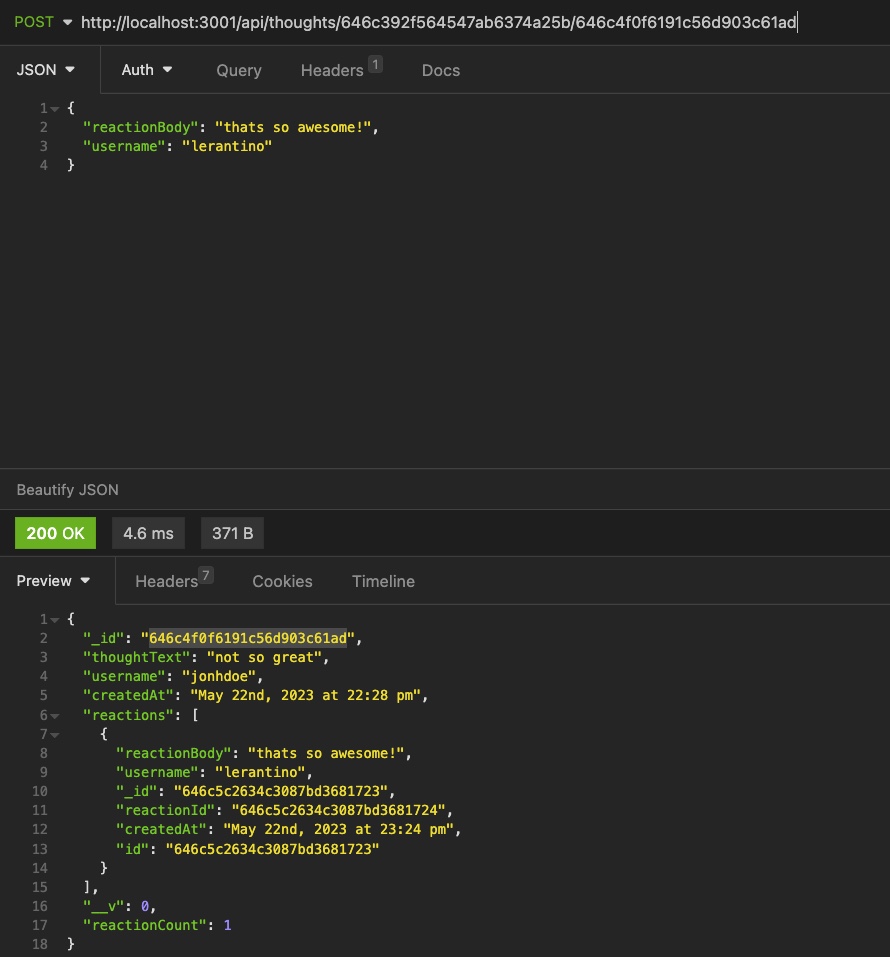 POST http://localhost:3001/api/thoughts/646c392f564547ab6374a25b/646c4f0f6191c56d903c61ad
JSON Auth Query Headers 1 Docs
1 {
2 "reactionBody": "thats so awesome!",
3 "username": "lerantino"
4 }
Beautify JSON
200 OK 4.6 ms 371 B
Preview Headers 7 Cookies Timeline
1 {
2 "_id": "646c4f0f6191c56d903c61ad",
3 "thoughtText": "not so great",
4 "username": "jonhdoe",
5 "createdAt": "May 22nd, 2023 at 22:28 pm",
6 "reactions": [
7 {
8 "reactionBody": "thats so awesome!",
9 "username": "lerantino",
10 "_id": "646c5c2634c3087bd3681723",
11 "reactionId": "646c5c2634c3087bd3681724",
12 "createdAt": "May 22nd, 2023 at 23:24 pm",
13 "id": "646c5c2634c3087bd3681723"
14 }
15 ],
16 "__v": 0,
17 "reactionCount": 1
18 }